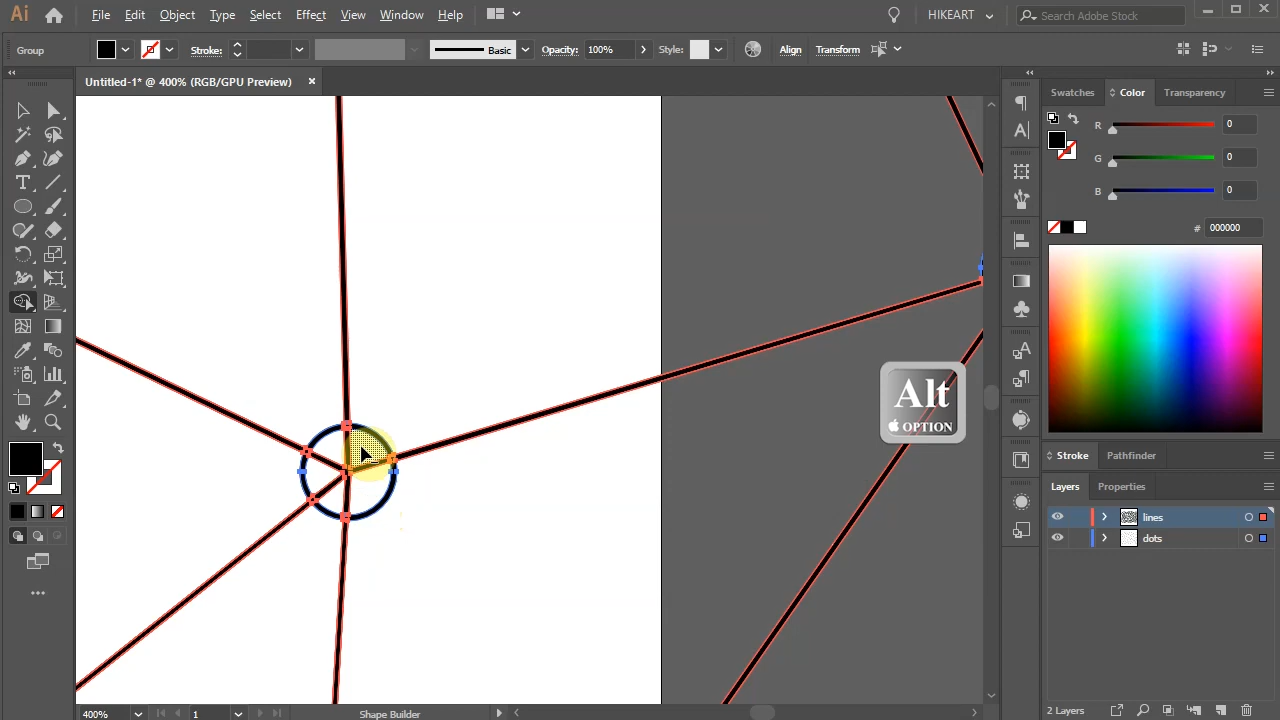 Ai File Edit Object Type Select Effect View Window Help HIKEART Search Adobe Stock
Group Stroke: Basic Opacity: 100% Style: Align Transform
Untitled-1* @ 400% (RGB/GPU Preview) ×
Swatches Color Transparency
R 0
G 0
B 0
# 000000
Alt
OPTION
Stroke Pathfinder
Layers Properties
lines
dots
400% 1 Shape Builder 2 Layers